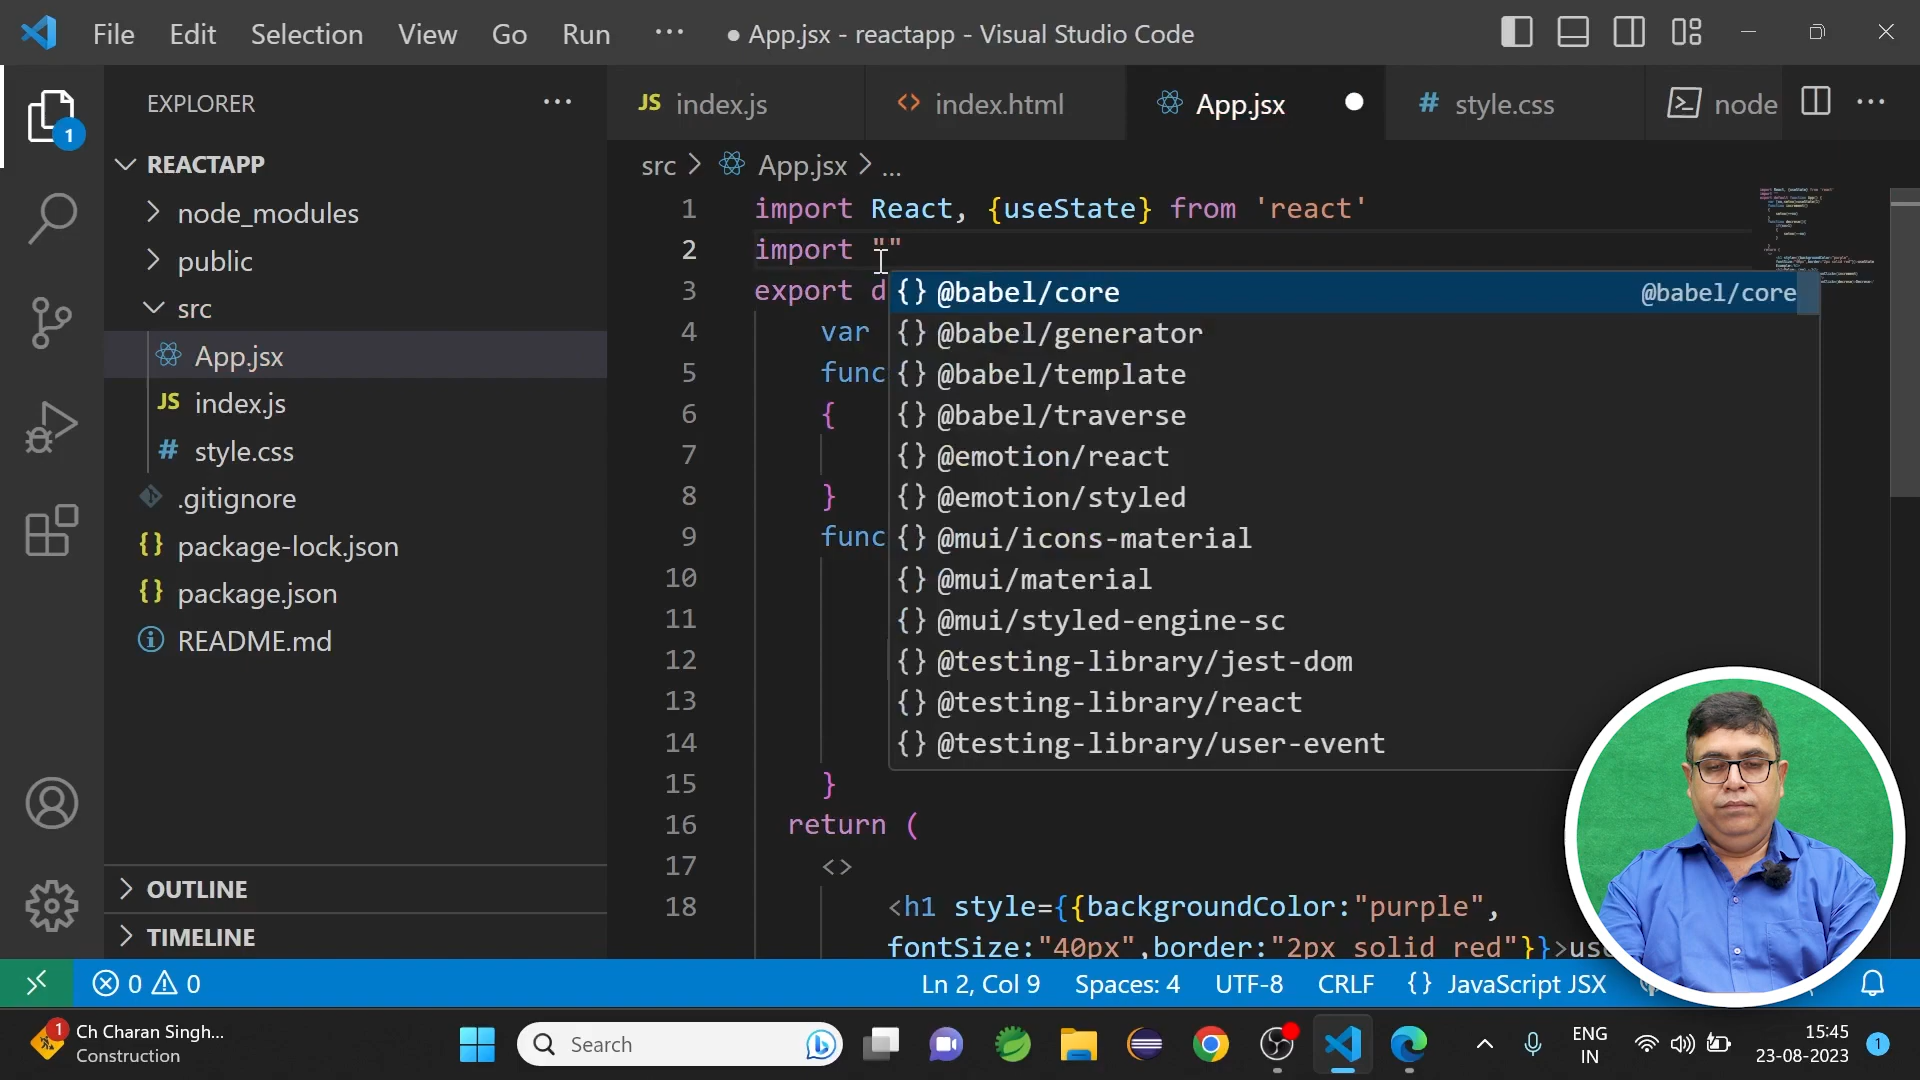 File Edit Selection View Go Run ··· ● App.jsx - reactapp - Visual Studio Code
EXPLORER ···
JS index.js
<> index.html
App.jsx
# style.css
node
···
1
REACTAPP
node_modules
public
src
App.jsx
JS index.js
# style.css
.gitignore
{} package-lock.json
{} package.json
README.md
OUTLINE
TIMELINE
src > App.jsx > ...
1 import React, {useState} from 'react'
2 import ""
3 export d
4 var
5 func
6 {
7
8 }
9 func
10
11
12
13
14
15 }
16 return (
17 <>
18 <h1 style={{backgroundColor:"purple",
fontSize:"40px",border:"2px solid red"}}>us
{} @babel/core @babel/core
{} @babel/generator
{} @babel/template
{} @babel/traverse
{} @emotion/react
{} @emotion/styled
{} @mui/icons-material
{} @mui/material
{} @mui/styled-engine-sc
{} @testing-library/jest-dom
{} @testing-library/react
{} @testing-library/user-event
0 0 Ln 2, Col 9 Spaces: 4 UTF-8 CRLF {} JavaScript JSX
1 Ch Charan Singh...
Construction
Search
ENG
IN
15:45
23-08-2023
1